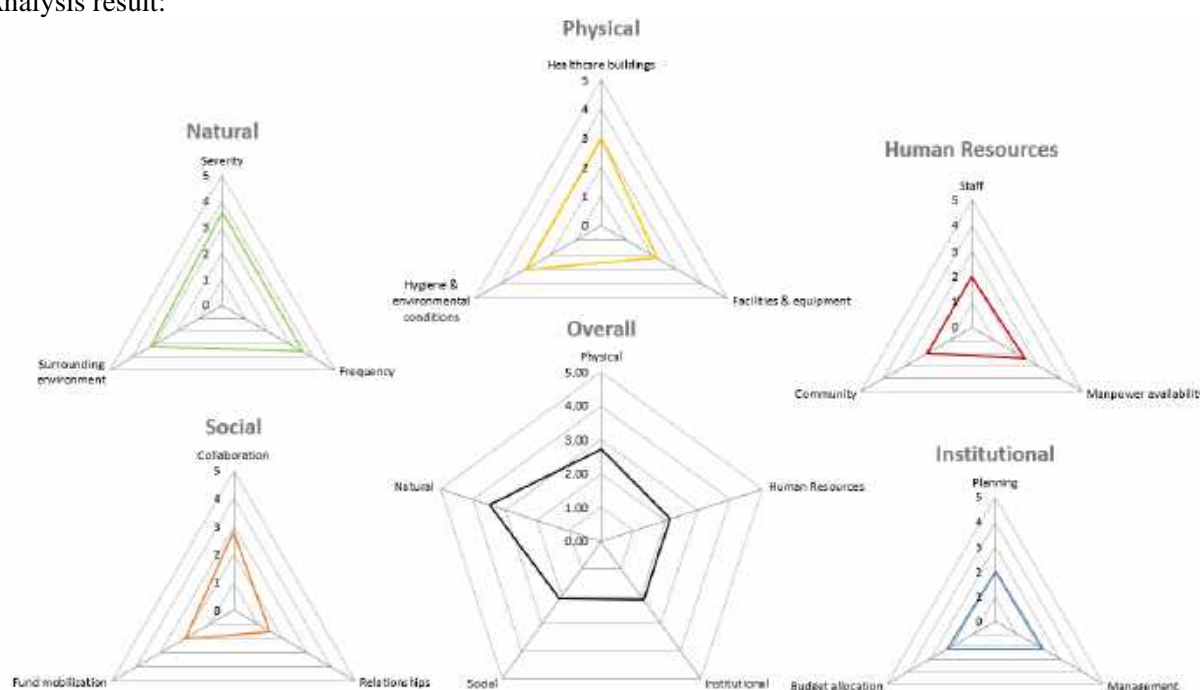 Analysis result:
Physical
Healthcare buildings
5
4
3
2
1
0
Hygiene &
environmental
conditions
Facilities & equipment
Natural
Severity
5
4
3
2
1
0
Surrounding
environment
Frequency
Human Resources
Staff
5
4
3
2
1
0
Community
Manpower availability
Social
Collaboration
5
4
3
2
1
0
Fund mobilisation
Relationships
Overall
Physical
5.00
4.00
3.00
2.00
1.00
0.00
Natural
Human Resources
Social
Institutional
Institutional
Planning
5
4
3
2
1
0
Budget allocation
Management